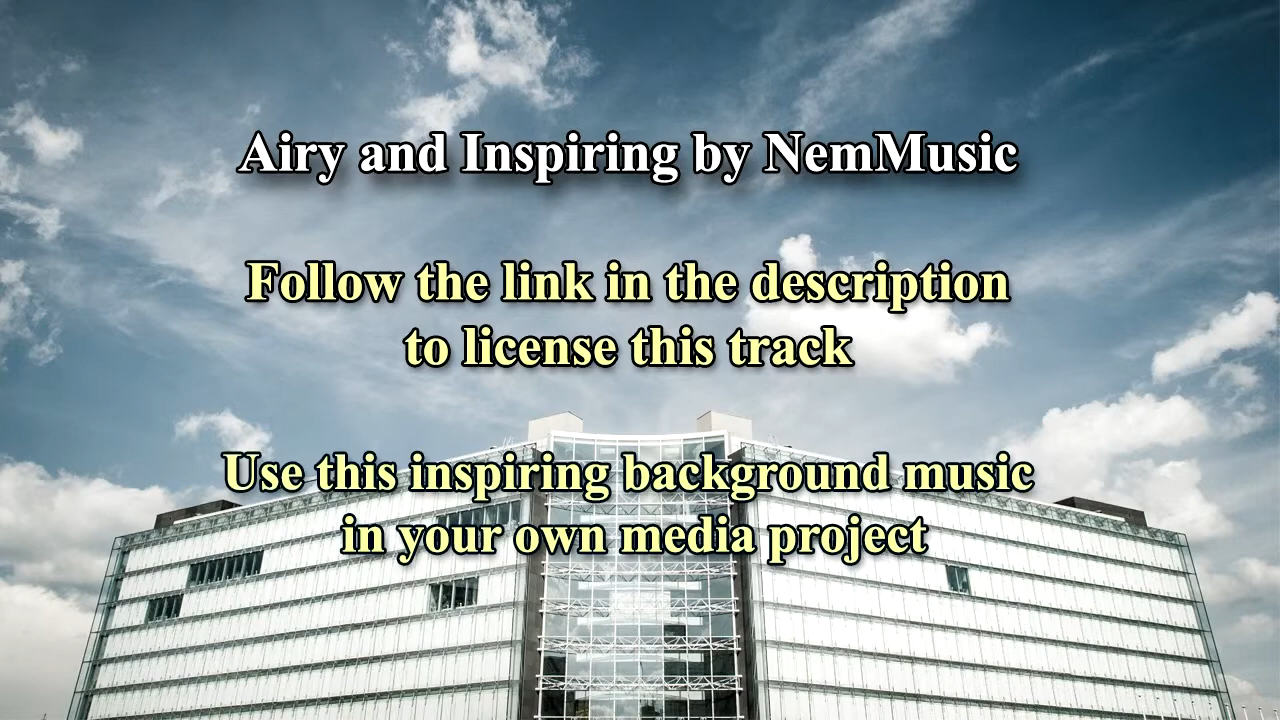 Airy and Inspiring by NemMusic
Follow the link in the description
to license this track
Use this inspiring background music
in your own media project